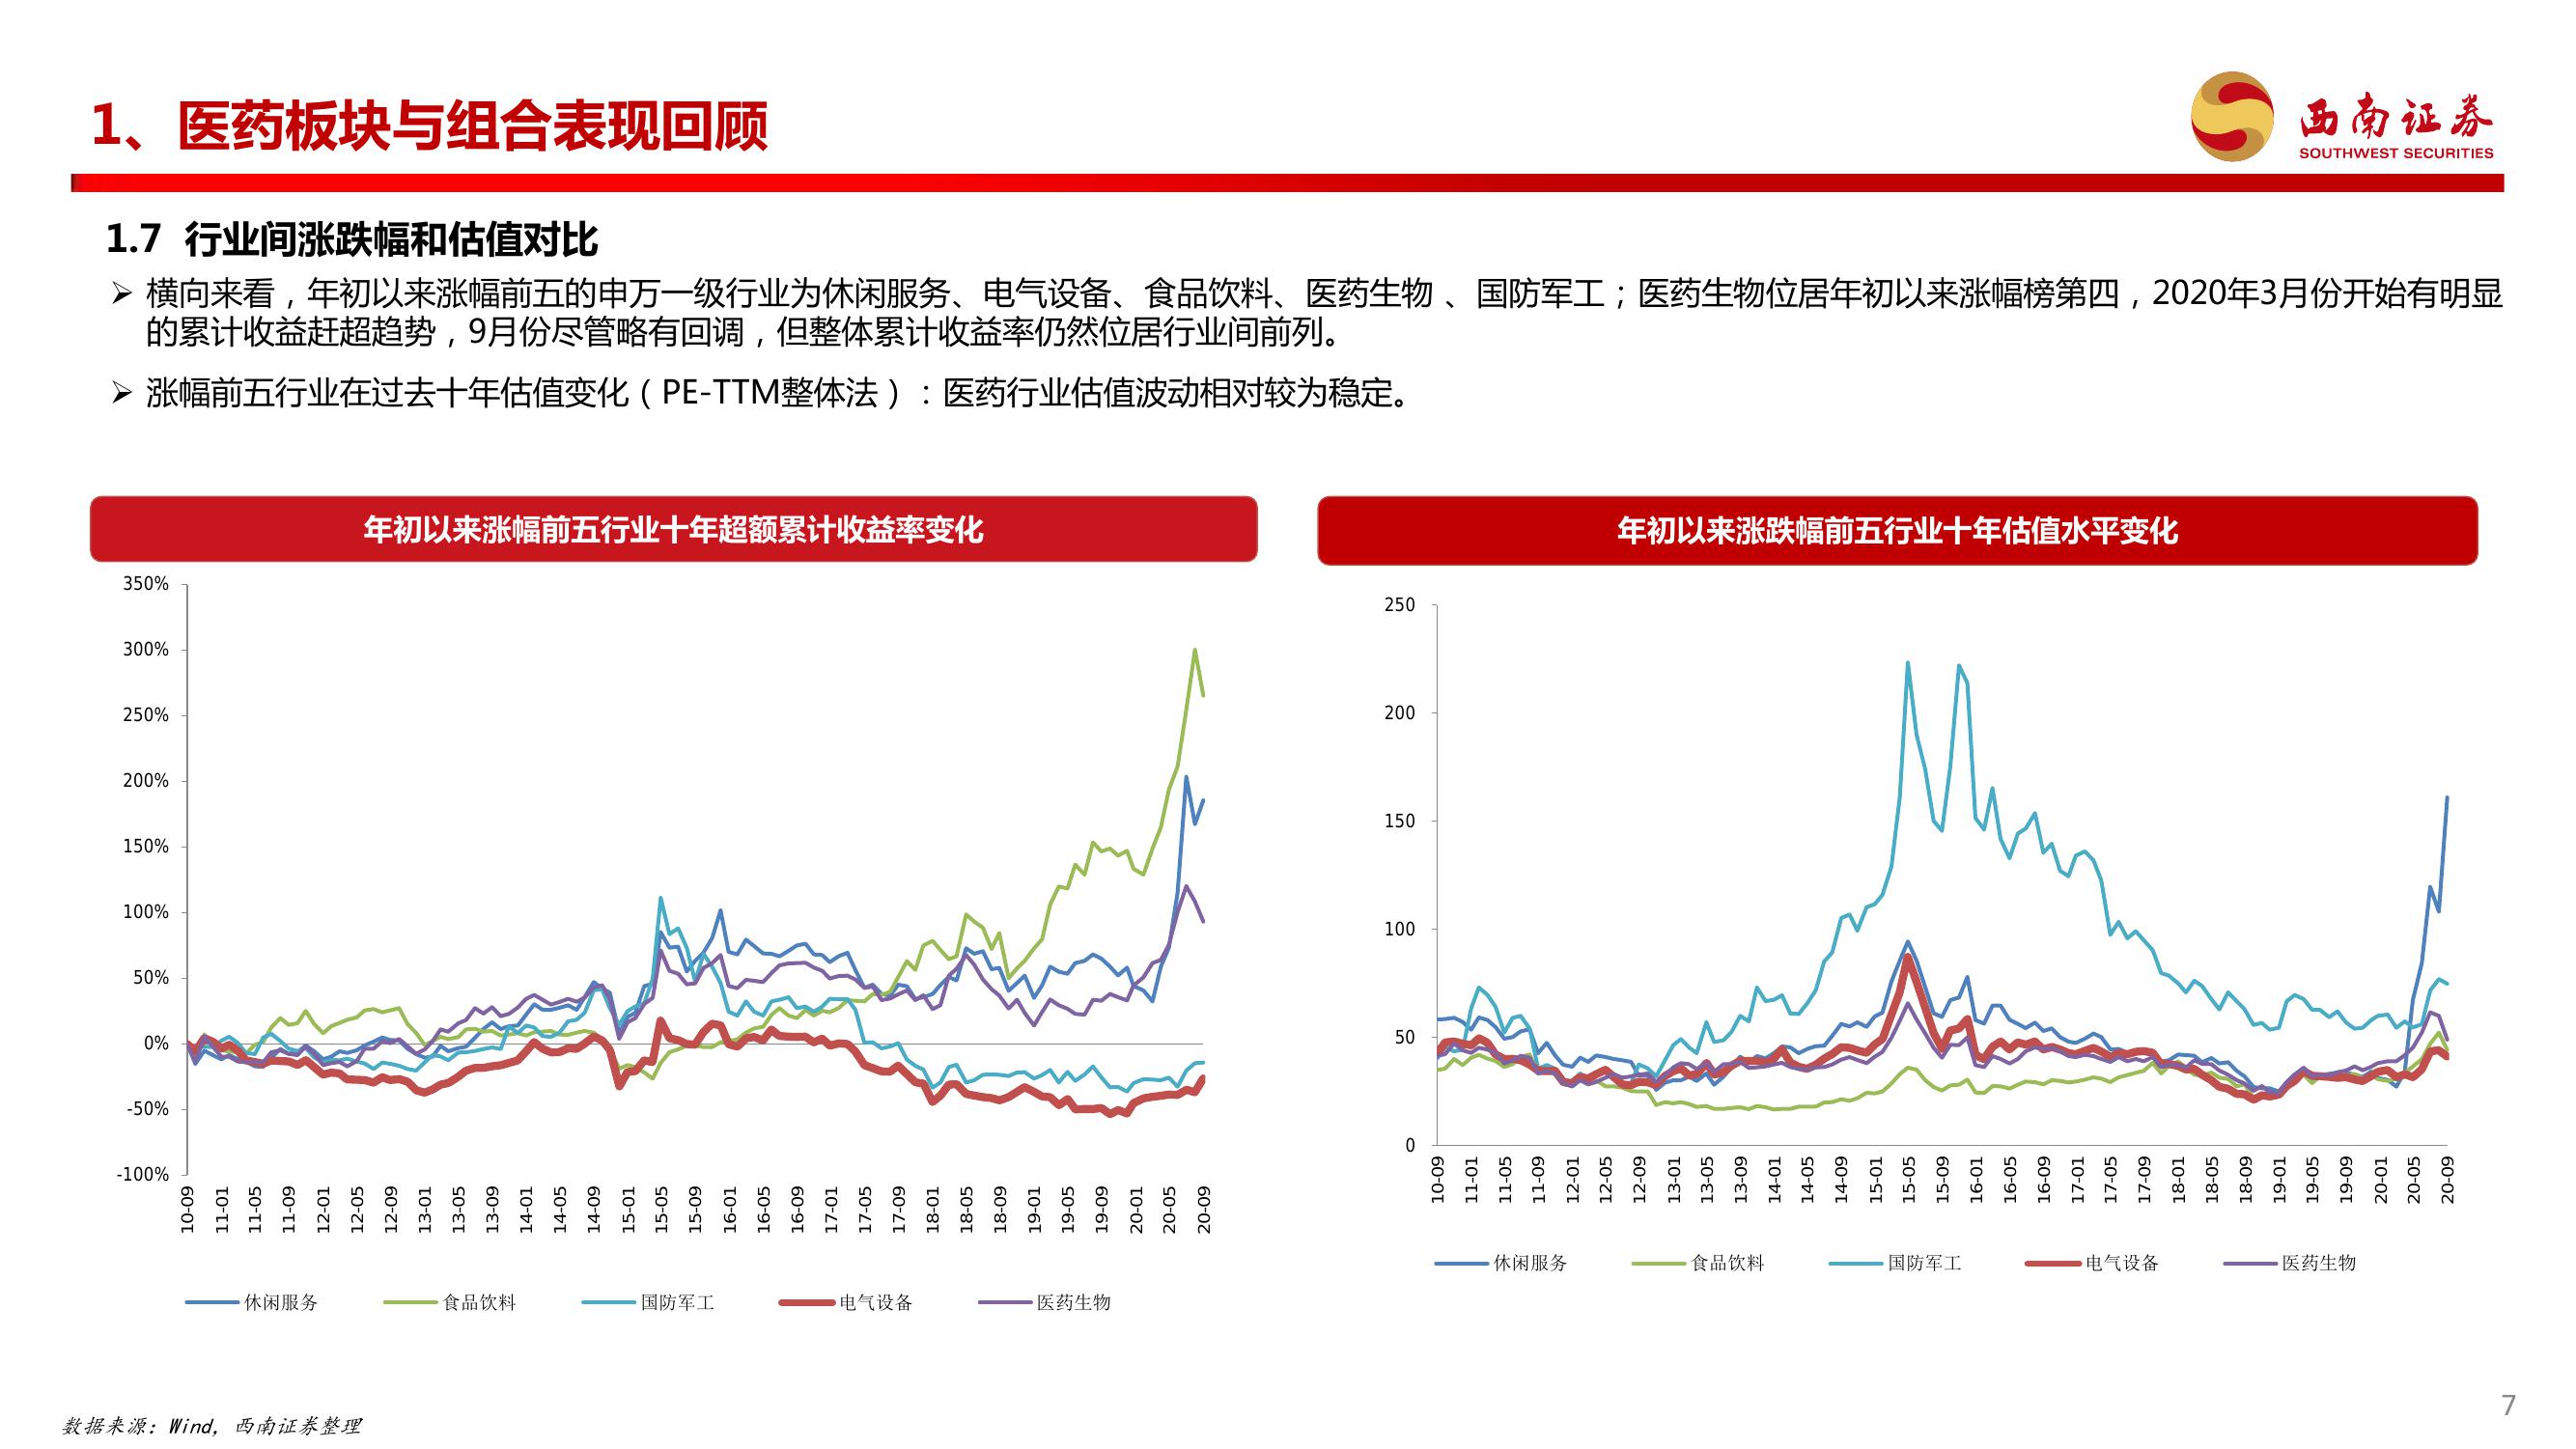 1、医药板块与组合表现回顾
西南证券
SOUTHWEST SECURITIES
1.7 行业间涨跌幅和估值对比
横向来看，年初以来涨幅前五的申万一级行业为休闲服务、电气设备、食品饮料、医药生物 、国防军工；医药生物位居年初以来涨幅榜第四，2020年3月份开始有明显
的累计收益赶超趋势，9月份尽管略有回调，但整体累计收益率仍然位居行业间前列。
涨幅前五行业在过去十年估值变化（PE-TTM整体法）：医药行业估值波动相对较为稳定。
年初以来涨幅前五行业十年超额累计收益率变化
350%
300%
250%
200%
150%
100%
50%
0%
-50%
-100%
10-09 11-01 11-05 11-09 12-01 12-05 12-09 13-01 13-05 13-09 14-01 14-05 14-09 15-01 15-05 15-09 16-01 16-05 16-09 17-01 17-05 17-09 18-01 18-05 18-09 19-01 19-05 19-09 20-01 20-05 20-09
休闲服务 食品饮料 国防军工 电气设备 医药生物
年初以来涨跌幅前五行业十年估值水平变化
250
200
150
100
50
0
10-09 11-01 11-05 11-09 12-01 12-05 12-09 13-01 13-05 13-09 14-01 14-05 14-09 15-01 15-05 15-09 16-01 16-05 16-09 17-01 17-05 17-09 18-01 18-05 18-09 19-01 19-05 19-09 20-01 20-05 20-09
休闲服务 食品饮料 国防军工 电气设备 医药生物
数据来源：Wind，西南证券整理
7